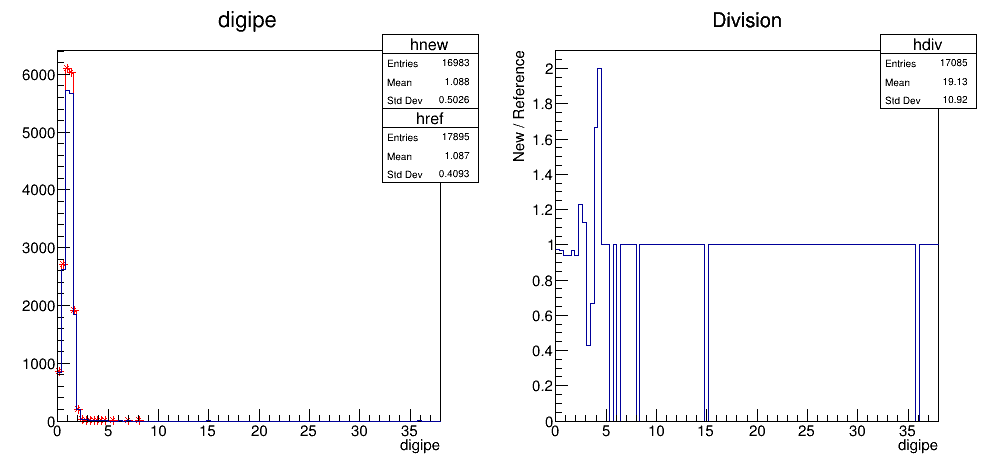 digipe
hnew
Entries 16983
Mean 1.088
Std Dev 0.5026
href
Entries 17895
Mean 1.087
Std Dev 0.4093
6000
5000
4000
3000
2000
1000
0
0 5 10 15 20 25 30 35
digipe
Division
hdiv
Entries 17085
Mean 19.13
Std Dev 10.92
New / Reference
2
1.8
1.6
1.4
1.2
1
0.8
0.6
0.4
0.2
0
0 5 10 15 20 25 30 35
digipe